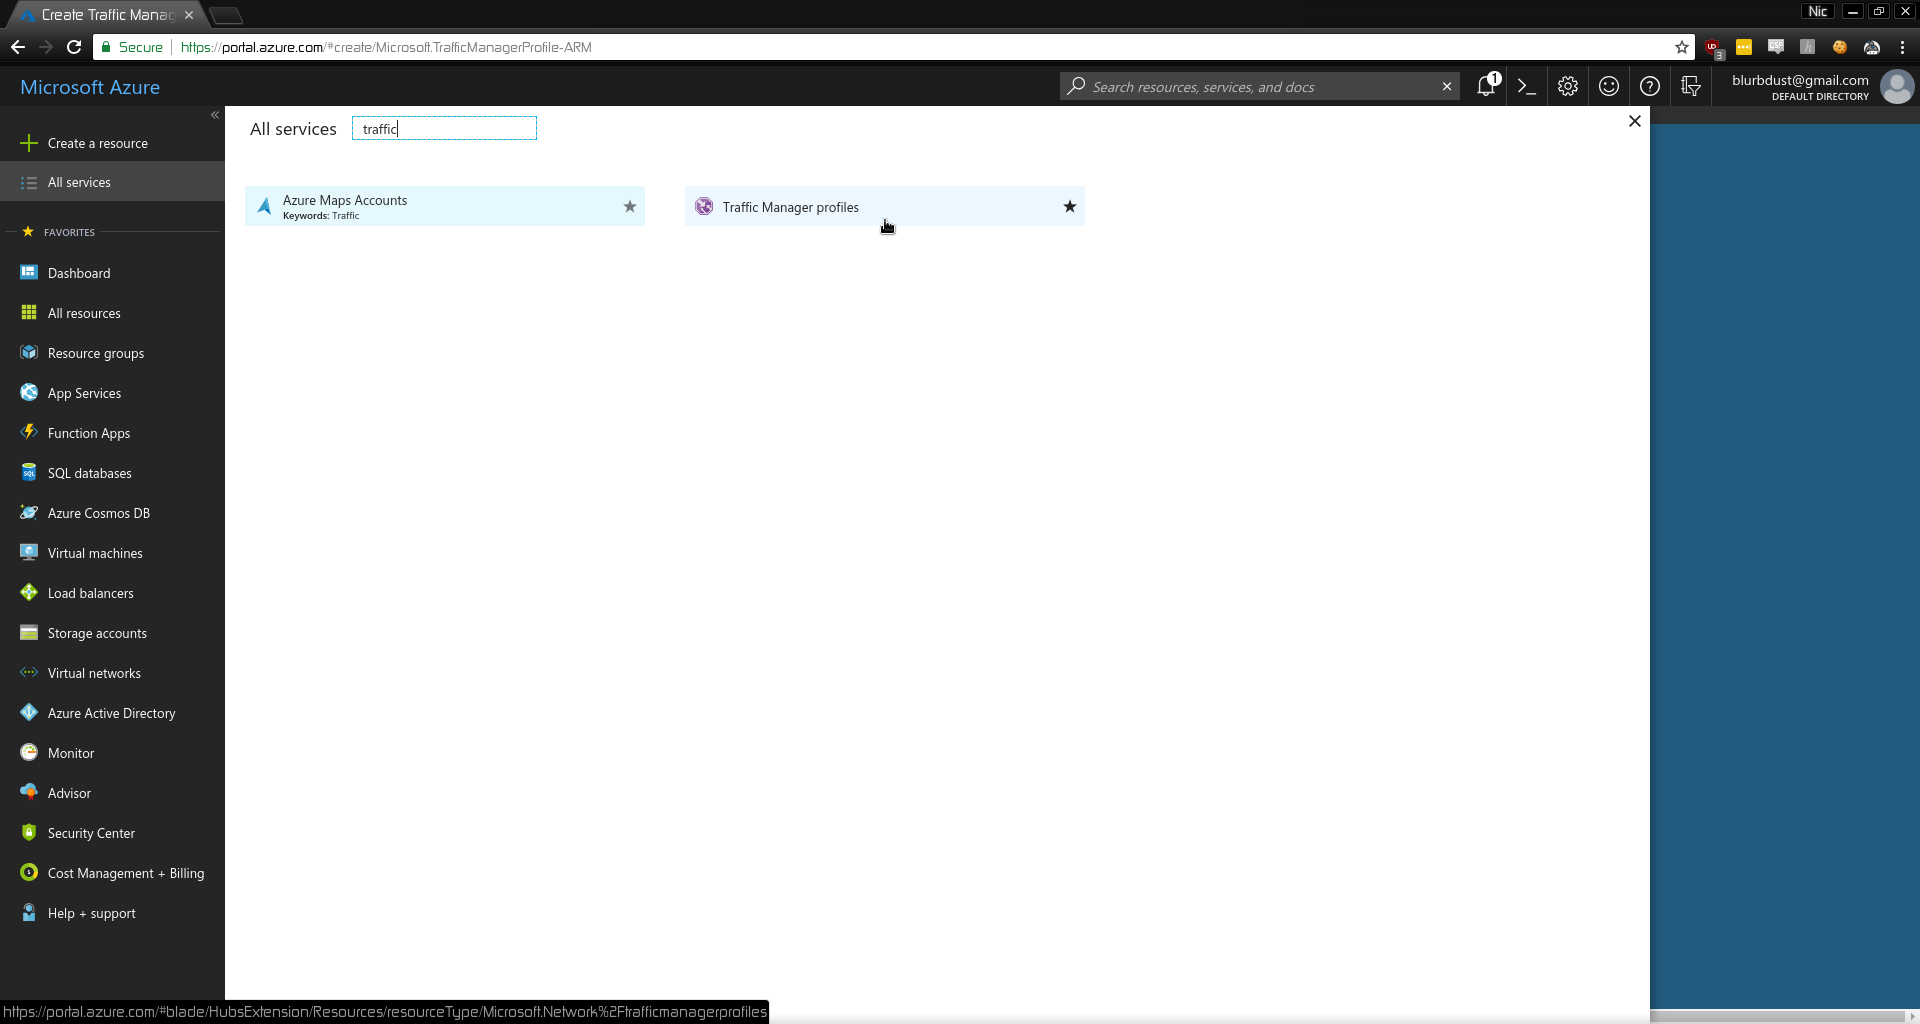 Create Traffic Manag
Nic
Secure
https://portal.azure.com/#create/Microsoft.TrafficManagerProfile-ARM
3
Microsoft Azure
Search resources, services, and docs
1
blurbdust@gmail.com
DEFAULT DIRECTORY
Create a resource
All services
FAVORITES
Dashboard
All resources
Resource groups
App Services
Function Apps
SQL databases
Azure Cosmos DB
Virtual machines
Load balancers
Storage accounts
Virtual networks
Azure Active Directory
Monitor
Advisor
Security Center
Cost Management + Billing
Help + support
All services
traffic
Azure Maps Accounts
Keywords: Traffic
Traffic Manager profiles
https://portal.azure.com/#blade/HubsExtension/Resources/resourceType/Microsoft.Network%2Ftrafficmanagerprofiles